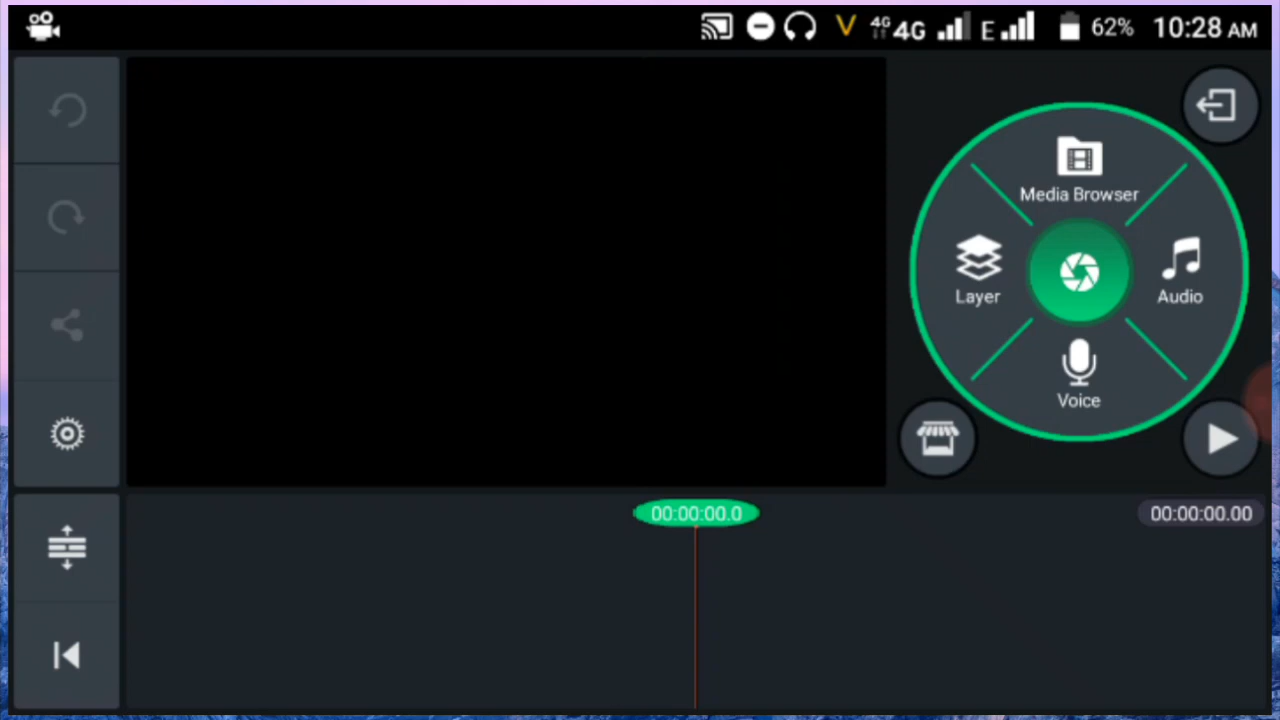 V 4G 4G E 62% 10:28 AM
Media Browser
Layer
Audio
Voice
00:00:00.0
00:00:00.00